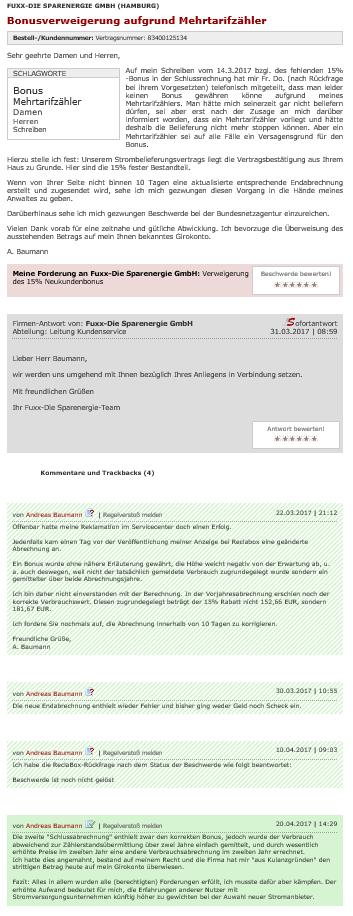 FUXX-DIE SPARENERGIE GMBH (HAMBURG)
Bonusverweigerung aufgrund Mehrtarifzähler
Bestell-/Kundennummer: Vertragsnummer: 83400125134
Sehr geehrte Damen und Herren,
SCHLAGWÖRTE
Bonus
Mehrtarifzähler
Damen
Herren
Schreiben
Auf mein Schreiben vom 14.3.2017 bzgl. des fehlenden 15%
-Bonus in der Schlussrechnung hat mir Fr. Do. (nach Rückfrage
bei ihrem Vorgesetzten) telefonisch mitgeteilt, dass man leider
keinen Bonus gewähren könne aufgrund meines
Mehrtarifzählers. Man hätte mich seinerzeit gar nicht beliefern
dürfen, sei aber erst nach der Zusage an mich darüber
informiert worden, dass ein Mehrtarifzähler vorliegt und hätte
deshalb die Belieferung nicht mehr stoppen können. Aber ein
Mehrtarifzähler sei auf alle Fälle ein Versagensgrund für den
Bonus.
Hierzu stelle ich fest: Unserem Strombelieferungsvertrags liegt die Vertragsbestätigung aus Ihrem
Haus zu Grunde. Hier sind die 15% fester Bestandteil.
Wenn von Ihrer Seite nicht binnen 10 Tagen eine aktualisierte entsprechende Endabrechnung
erstellt und zugesendet wird, sehe ich mich gezwungen diesen Vorgang in die Hände meines
Anwaltes zu geben.
Darüberhinaus sehe ich mich gezwungen Beschwerde bei der Bundesnetzagentur einzureichen.
Vielen Dank vorab für eine zeitnahe und gütliche Abwicklung. Ich bevorzuge die Überweisung des
ausstehenden Betrags auf mein Ihnen bekanntes Girokonto.
A. Baumann
Meine Forderung an Fuxx-Die Sparenergie GmbH: Verweigerung
des 15% Neukundenbonus
Beschwerde bewerten!
Firmen-Antwort von: Fuxx-Die Sparenergie GmbH
Abteilung: Leitung Kundenservice
Sofortantwort
31.03.2017 | 08:59
Lieber Herr Baumann,
wir werden uns umgehend mit Ihnen bezüglich Ihres Anliegens in Verbindung setzen.
Mit freundlichen Grüßen
Ihr Fuxx-Die Sparenergie-Team
Antwort bewerten!
Kommentare und Trackbacks (4)
von Andreas Baumann | Regelverstoß melden
22.03.2017 | 21:12
Offenbar hatte meine Reklamation im Servicecenter doch einen Erfolg.
Jedenfalls kam einen Tag vor der Veröffentlichung meiner Anzeige bei Reclabox eine geänderte
Abrechnung an.
Ein Bonus wurde ohne nähere Erläuterung gewährt, die Höhe weicht negativ von der Erwartung ab, u.
a. auch deswegen, weil nicht der tatsächlich gemeldete Verbrauch zugrundegelegt wurde sondern ein
gemittelter über beide Abrechnungsjahre.
Ich bin daher nicht einverstanden mit der Berechnung. In der Vorjahresabrechnung erschien noch der
korrekte Verbrauchswert. Diesen zugrundegelegt beträgt der 15% Rabatt nicht 152,66 EUR, sondern
181,67 EUR.
Ich fordere Sie nochmals auf, die Abrechnung innerhalb von 10 Tagen zu korrigieren.
Freundliche Grüße,
A. Baumann
von Andreas Baumann | Regelverstoß melden
30.03.2017 | 10:55
Die neue Endabrechnung enthielt wieder Fehler und bisher ging weder Geld noch Scheck ein.
von Andreas Baumann | Regelverstoß melden
10.04.2017 | 09:03
Ich habe die ReclaBox-Rückfrage nach dem Status der Beschwerde wie folgt beantwortet:
Beschwerde ist noch nicht gelöst
von Andreas Baumann | Regelverstoß melden
20.04.2017 | 14:29
Die zweite "Schlussabrechnung" enthielt zwar den korrekten Bonus, jedoch wurde der Verbrauch
abweichend zur Zählerstandsübermittlung über zwei Jahre einfach gemittelt, und durch wesentlich
erhöhte Preise im zweiten Jahr eine andere Verbrauchsabrechnung im zweiten Jahr errechnet.
Ich hatte dies angemahnt, bestand auf meinem Recht und die Firma hat mir "aus Kulanzgründen" den
strittigen Betrag heute auf mein Girokonto überwiesen.
Fazit: Alles in allem wurden alle (berechtigten) Forderungen erfüllt, ich musste dafür aber kämpfen. Der
erhöhte Aufwand bedeutet für mich, die Erfahrungen anderer Nutzer mit
Stromversorgungsunternehmen künftig höher zu gewichten bei der Auswahl neuer Stromanbieter.